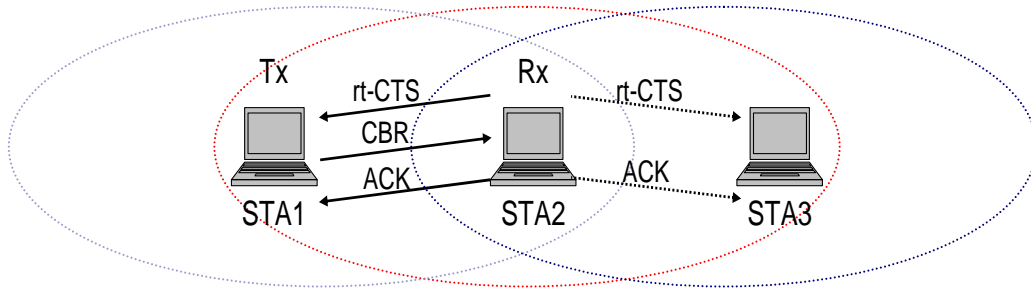 Tx
Rx
rt-CTS
rt-CTS
CBR
ACK
ACK
STA1
STA2
STA3